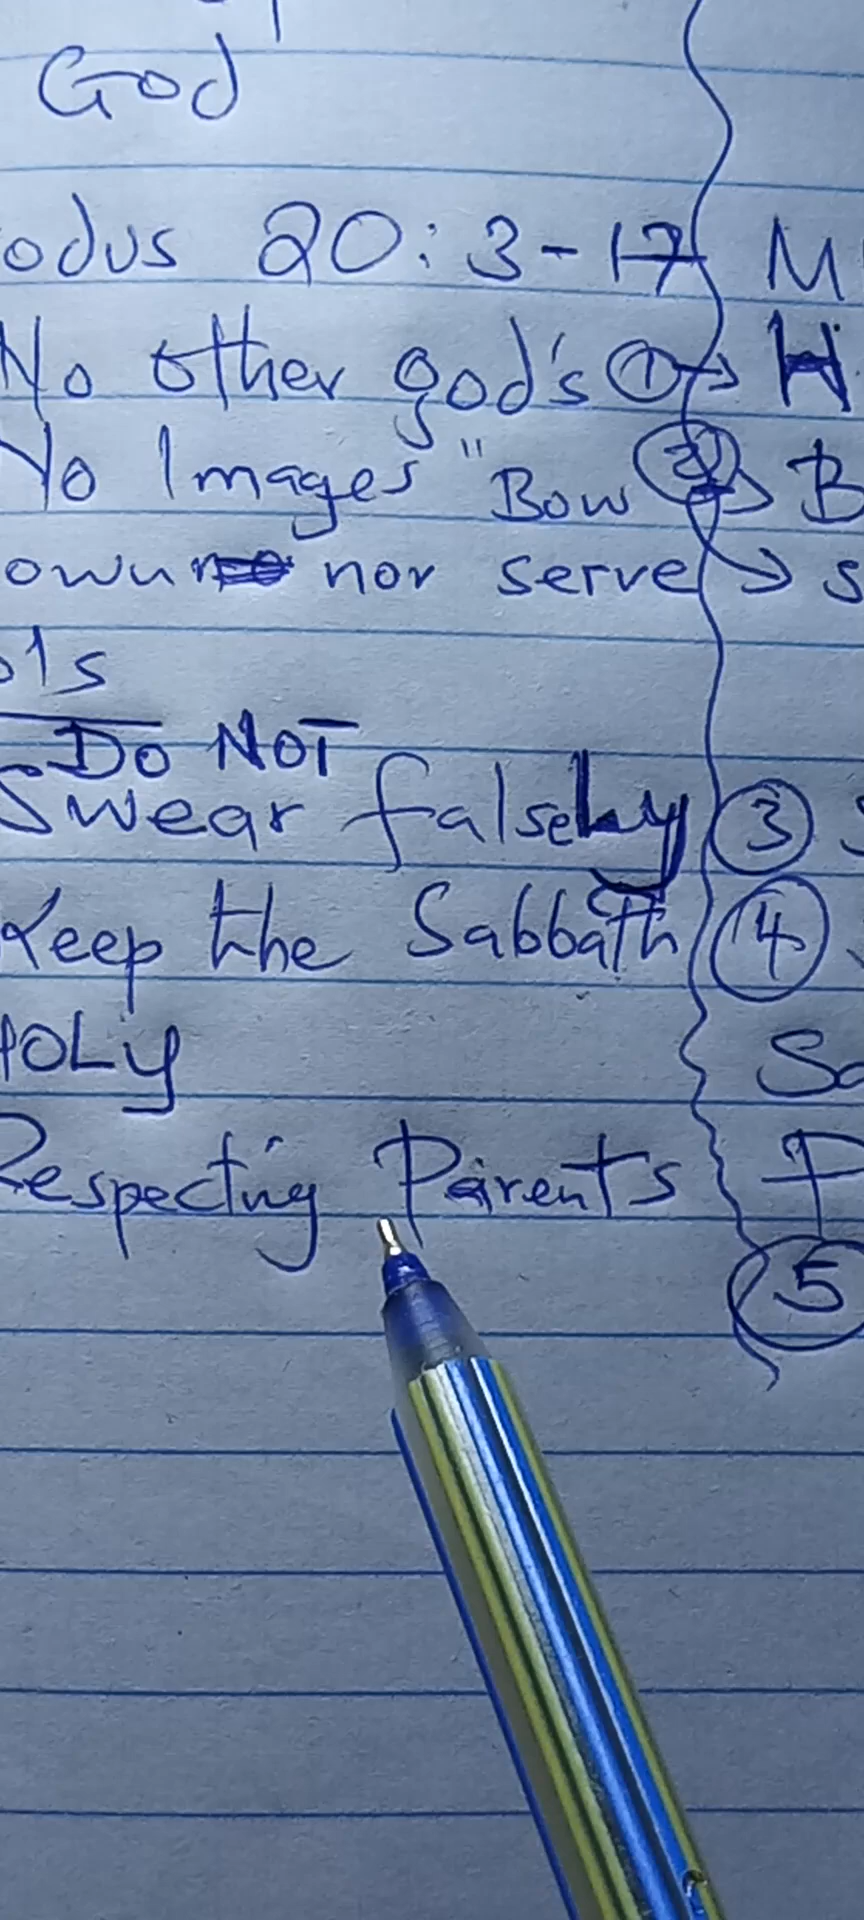 God
odus 20:3-17 M
No other god's ① → H
No Images "Bow ② → B
own nor serve → s
ols
Do NOT
Swear falsely ③ S
Keep the Sabbath ④
HOLY Sa
Respecting Parents P
⑤